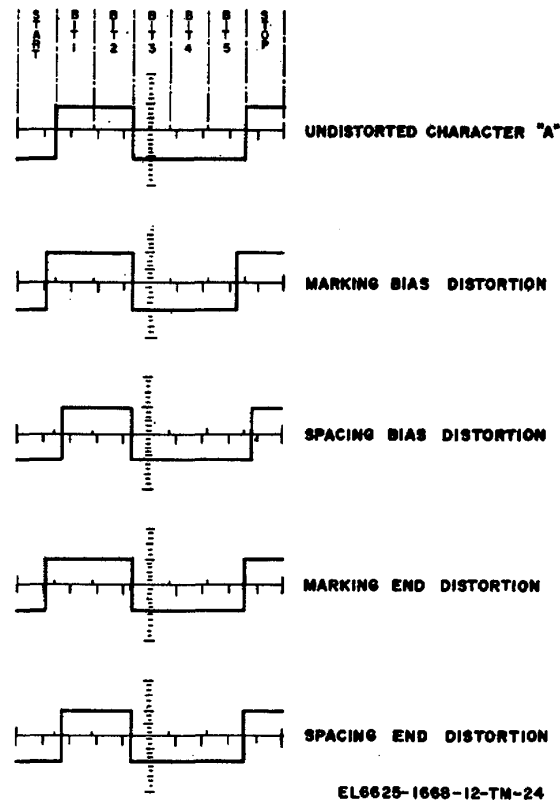 START BIT 1 BIT 2 BIT 3 BIT 4 BIT 5 STOP
UNDISTORTED CHARACTER "A"
MARKING BIAS DISTORTION
SPACING BIAS DISTORTION
MARKING END DISTORTION
SPACING END DISTORTION
EL6625-1668-12-TM-24